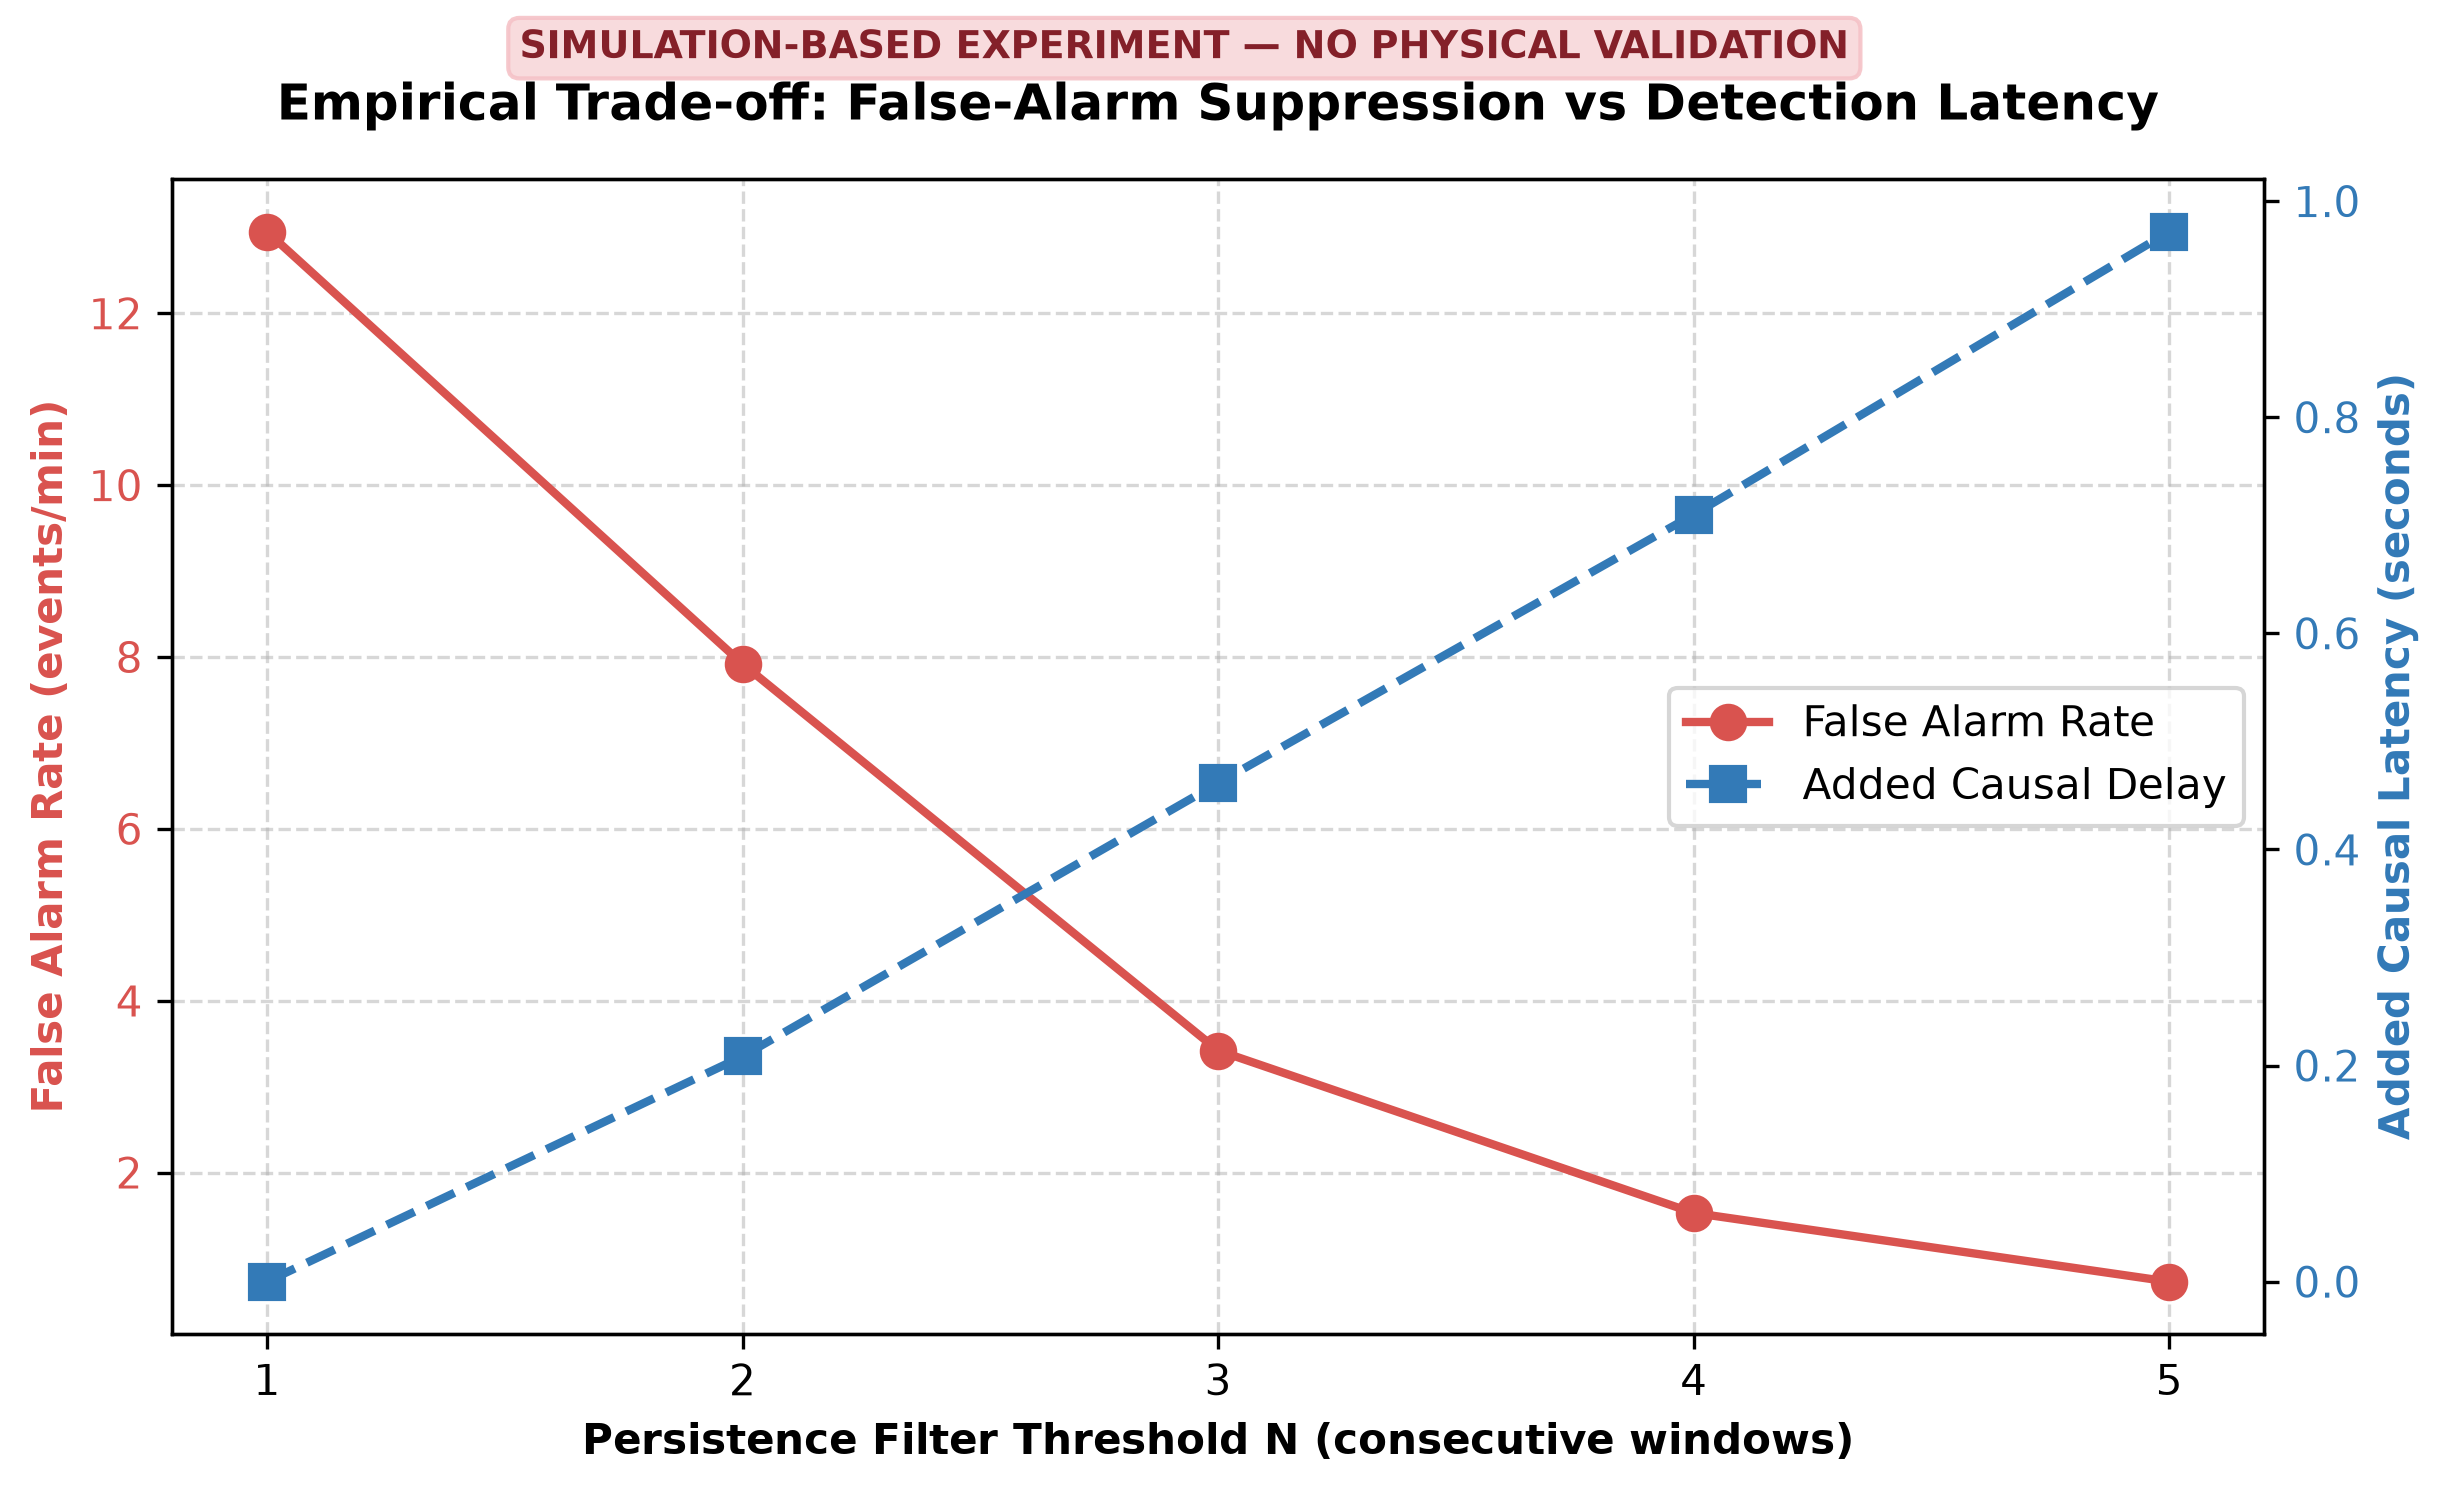 SIMULATION-BASED EXPERIMENT — NO PHYSICAL VALIDATION
Empirical Trade-off: False-Alarm Suppression vs Detection Latency
False Alarm Rate (events/min)
12
10
8
6
4
2
1.0
0.8
0.6
0.4
0.2
0.0
Added Causal Latency (seconds)
False Alarm Rate
Added Causal Delay
1 2 3 4 5
Persistence Filter Threshold N (consecutive windows)